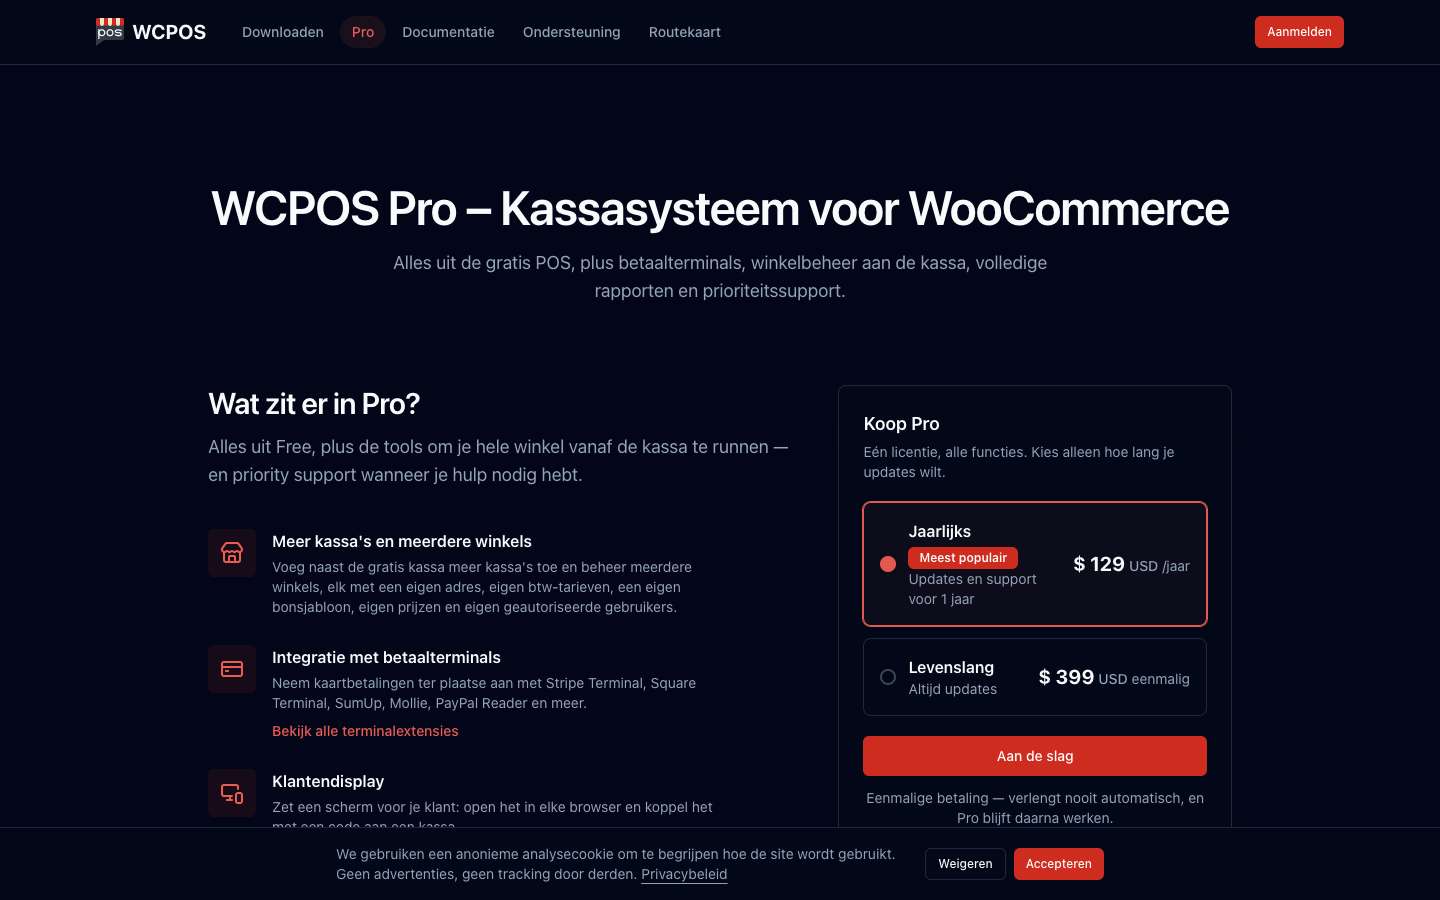 pos WCPOS
Downloaden
Pro
Documentatie
Ondersteuning
Routekaart
Aanmelden
WCPOS Pro – Kassasysteem voor WooCommerce
Alles uit de gratis POS, plus betaalterminals, winkelbeheer aan de kassa, volledige
rapporten en prioriteitssupport.
Wat zit er in Pro?
Alles uit Free, plus de tools om je hele winkel vanaf de kassa te runnen —
en priority support wanneer je hulp nodig hebt.
Meer kassa's en meerdere winkels
Voeg naast de gratis kassa meer kassa's toe en beheer meerdere
winkels, elk met een eigen adres, eigen btw-tarieven, een eigen
bonsjabloon, eigen prijzen en eigen geautoriseerde gebruikers.
Integratie met betaalterminals
Neem kaartbetalingen ter plaatse aan met Stripe Terminal, Square
Terminal, SumUp, Mollie, PayPal Reader en meer.
Bekijk alle terminalextensies
Klantendisplay
Zet een scherm voor je klant: open het in elke browser en koppel het
met een code aan een kassa.
Koop Pro
Eén licentie, alle functies. Kies alleen hoe lang je
updates wilt.
Jaarlijks
Meest populair
Updates en support
voor 1 jaar
$ 129 USD /jaar
Levenslang
Altijd updates
$ 399 USD eenmalig
Aan de slag
Eenmalige betaling — verlengt nooit automatisch, en
Pro blijft daarna werken.
We gebruiken een anonieme analysecookie om te begrijpen hoe de site wordt gebruikt.
Geen advertenties, geen tracking door derden. Privacybeleid
Weigeren
Accepteren